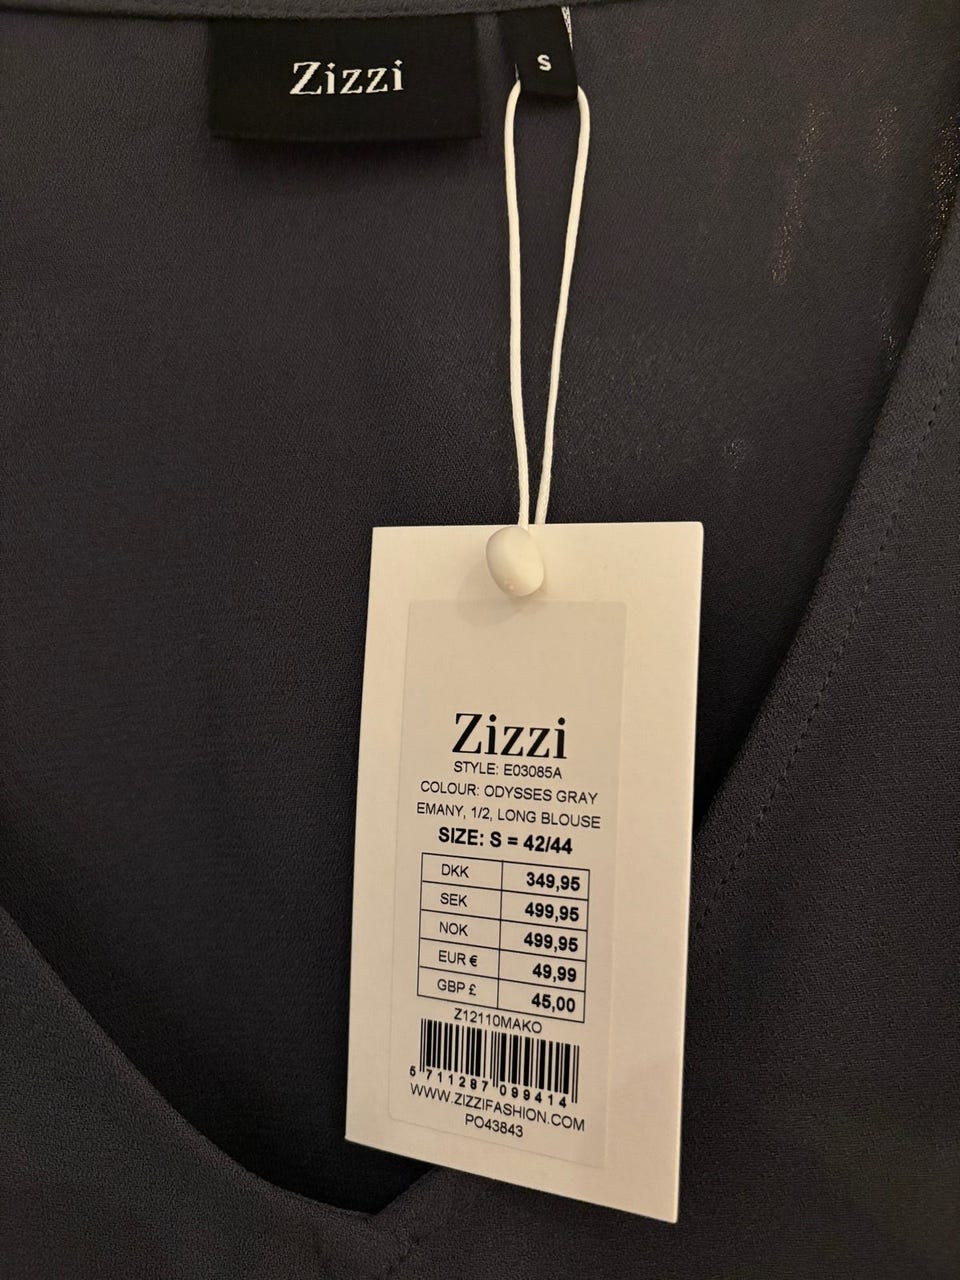 Zizzi
S
Zizzi
STYLE: E03085A
COLOUR: ODYSSES GRAY
EMANY, 1/2, LONG BLOUSE
SIZE: S = 42/44
DKK 349,95
SEK 499,95
NOK 499,95
EUR € 49,99
GBP £ 45,00
Z12110MAKO
5 711287 099414
WWW.ZIZZIFASHION.COM
PO43843